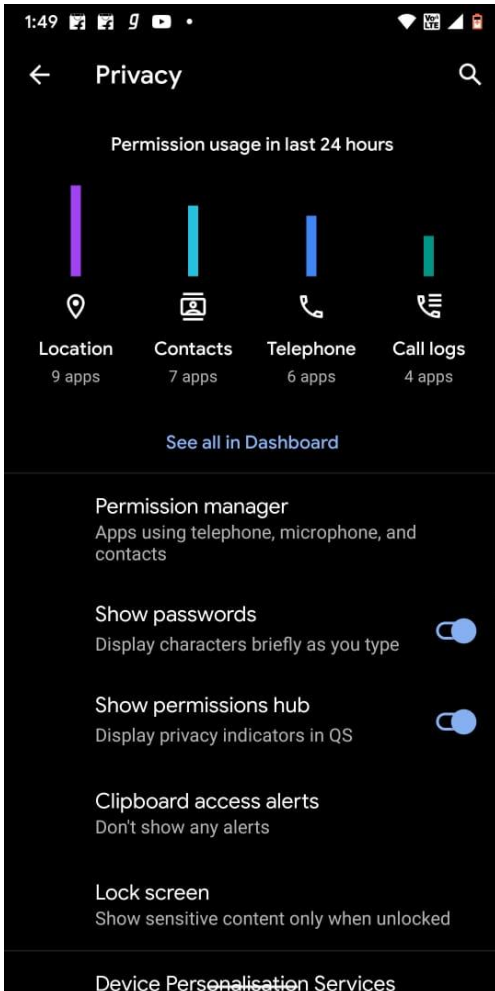 1:49 g
Vo) LTE
Privacy
Permission usage in last 24 hours
Location Contacts Telephone Call logs
9 apps 7 apps 6 apps 4 apps
See all in Dashboard
Permission manager
Apps using telephone, microphone, and
contacts
Show passwords
Display characters briefly as you type
Show permissions hub
Display privacy indicators in QS
Clipboard access alerts
Don't show any alerts
Lock screen
Show sensitive content only when unlocked
Device Personalisation Services